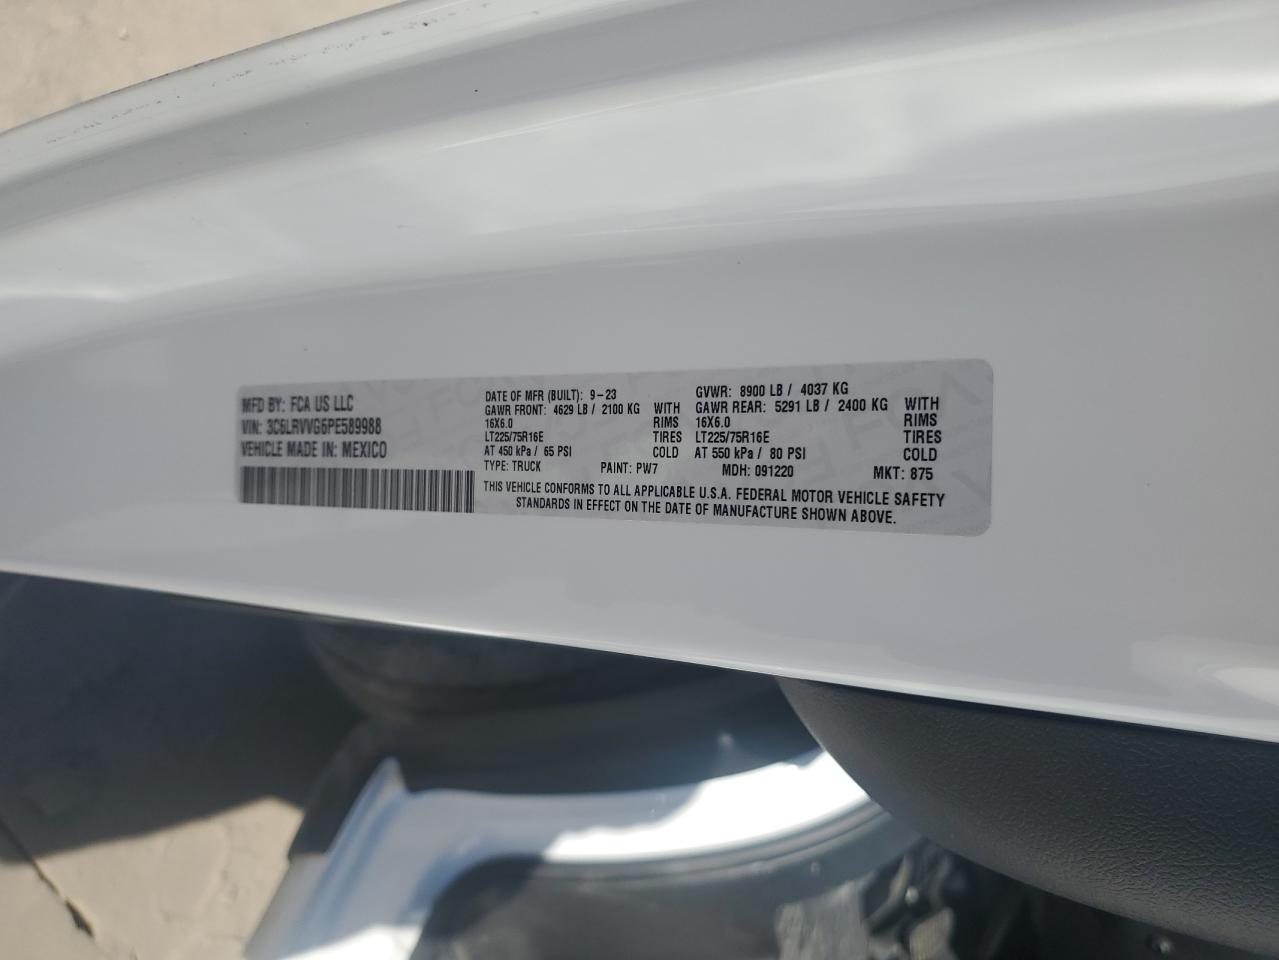 MFD BY: FCA US LLC
VIN: 3C6LRVVG6PE589988
VEHICLE MADE IN: MEXICO
DATE OF MFR (BUILT): 9-23
GAWR FRONT: 4629 LB / 2100 KG WITH
16X6.0 RIMS
LT225/75R16E TIRES
AT 450 kPa / 65 PSI COLD
GVWR: 8900 LB / 4037 KG
GAWR REAR: 5291 LB / 2400 KG WITH
16X6.0 RIMS
LT225/75R16E TIRES
AT 550 kPa / 80 PSI COLD
TYPE: TRUCK PAINT: PW7 MDH: 091220 MKT: 875
THIS VEHICLE CONFORMS TO ALL APPLICABLE U.S.A. FEDERAL MOTOR VEHICLE SAFETY
STANDARDS IN EFFECT ON THE DATE OF MANUFACTURE SHOWN ABOVE.